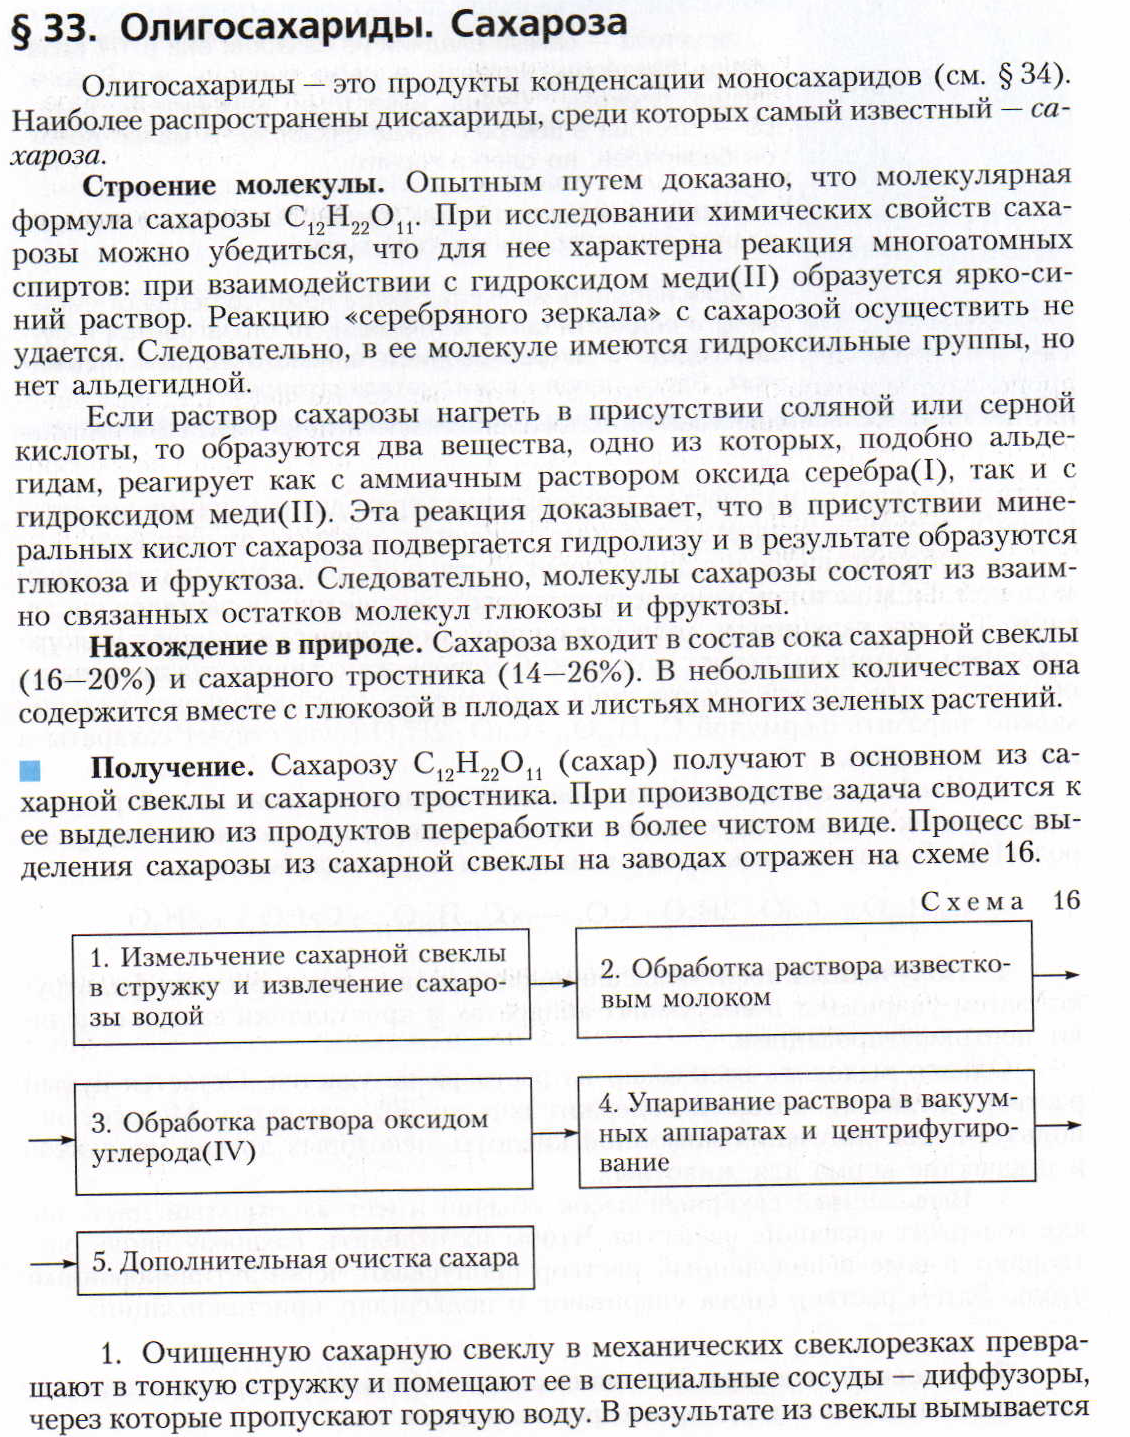 § 33. Олигосахариды. Сахароза
Олигосахариды — это продукты конденсации моносахаридов (см. § 34).
Наиболее распространены дисахариды, среди которых самый известный — са-
хароза.
Строение молекулы. Опытным путем доказано, что молекулярная
формула сахарозы C₁₂H₂₂O₁₁. При исследовании химических свойств саха-
розы можно убедиться, что для нее характерна реакция многоатомных
спиртов: при взаимодействии с гидроксидом меди(II) образуется ярко-си-
ний раствор. Реакцию «серебряного зеркала» с сахарозой осуществить не
удается. Следовательно, в ее молекуле имеются гидроксильные группы, но
нет альдегидной.
Если раствор сахарозы нагреть в присутствии соляной или серной
кислоты, то образуются два вещества, одно из которых, подобно альде-
гидам, реагирует как с аммиачным раствором оксида серебра(I), так и с
гидроксидом меди(II). Эта реакция доказывает, что в присутствии мине-
ральных кислот сахароза подвергается гидролизу и в результате образуются
глюкоза и фруктоза. Следовательно, молекулы сахарозы состоят из взаим-
но связанных остатков молекул глюкозы и фруктозы.
Нахождение в природе. Сахароза входит в состав сока сахарной свеклы
(16—20%) и сахарного тростника (14—26%). В небольших количествах она
содержится вместе с глюкозой в плодах и листьях многих зеленых растений.
Получение. Сахарозу C₁₂H₂₂O₁₁ (сахар) получают в основном из са-
харной свеклы и сахарного тростника. При производстве задача сводится к
ее выделению из продуктов переработки в более чистом виде. Процесс вы-
деления сахарозы из сахарной свеклы на заводах отражен на схеме 16.
Схема 16
1. Измельчение сахарной свеклы
в стружку и извлечение сахаро-
зы водой
2. Обработка раствора известко-
вым молоком
3. Обработка раствора оксидом
углерода(IV)
4. Упаривание раствора в вакуум-
ных аппаратах и центрифугиро-
вание
5. Дополнительная очистка сахара
1. Очищенную сахарную свеклу в механических свеклорезках превра-
щают в тонкую стружку и помещают ее в специальные сосуды — диффузоры,
через которые пропускают горячую воду. В результате из свеклы вымывается